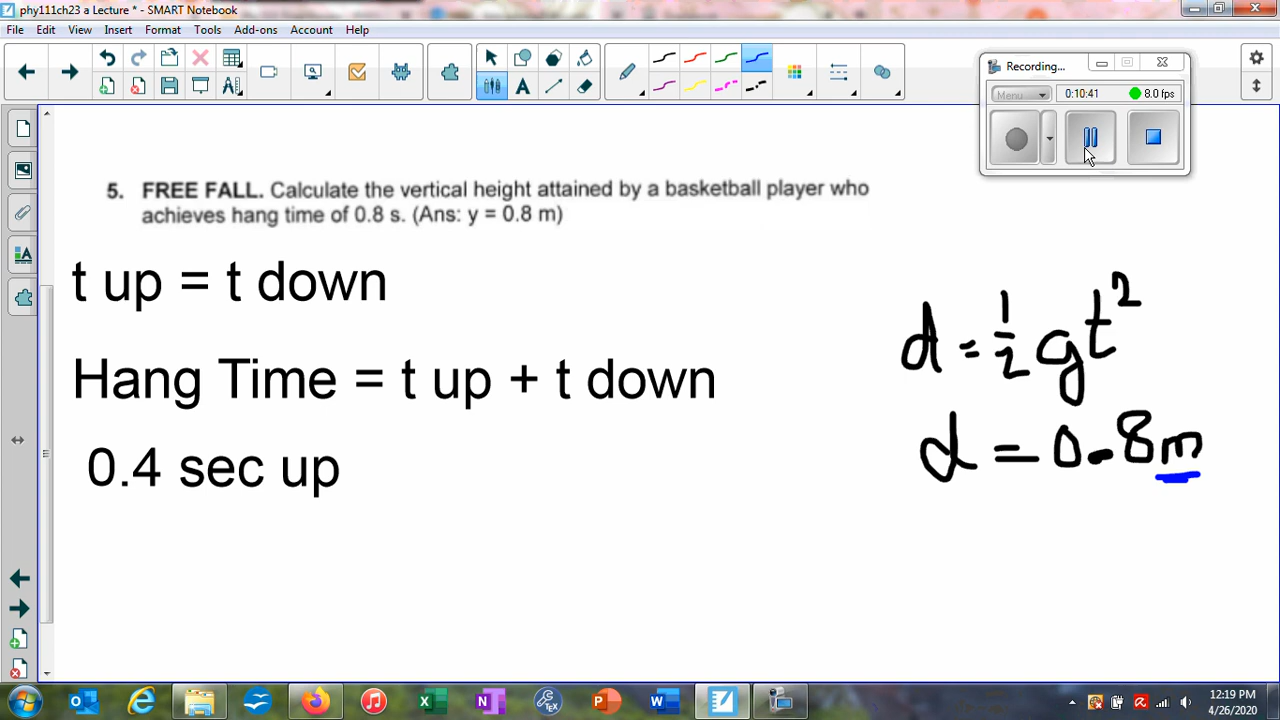 phy111ch23 a Lecture * - SMART Notebook
File Edit View Insert Format Tools Add-ons Account Help
Recording...
Menu 0:10:41 8.0 fps
5. FREE FALL. Calculate the vertical height attained by a basketball player who
achieves hang time of 0.8 s. (Ans: y = 0.8 m)
t up = t down
Hang Time = t up + t down
0.4 sec up
d = 1/2 gt²
d = 0.8m
12:19 PM
4/26/2020